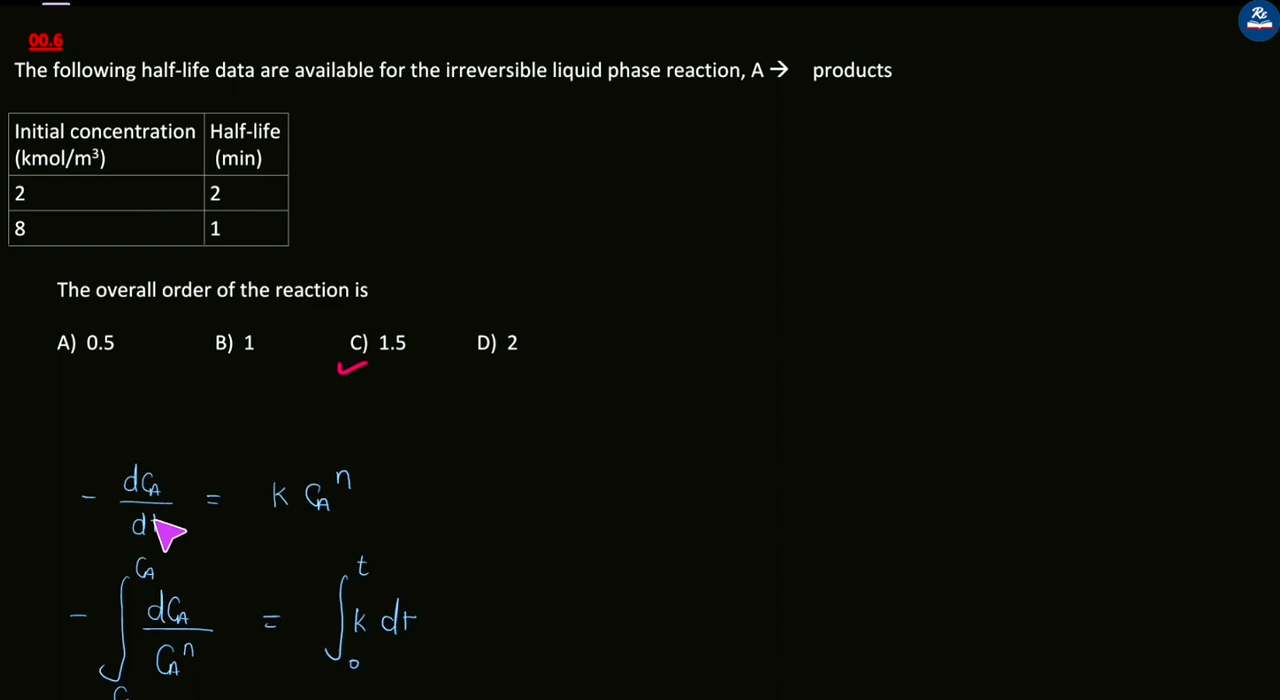 Re
00.6
The following half-life data are available for the irreversible liquid phase reaction, A → products
Initial concentration (kmol/m³) Half-life (min)
2 2
8 1
The overall order of the reaction is
A) 0.5 B) 1 C) 1.5 D) 2
- dCA/dt = k CA^n
- ∫ CA dCA/CA^n = ∫₀^t k dt